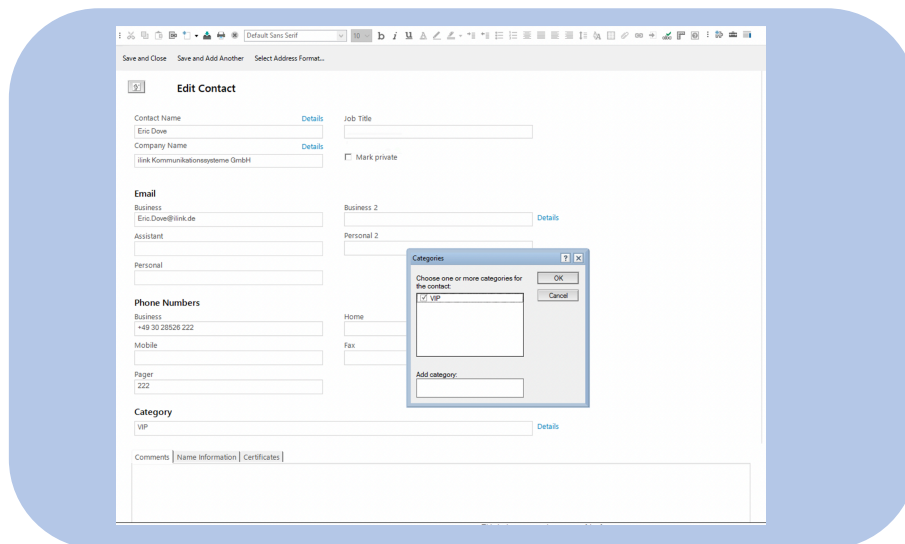 Default Sans Serif 10 b i U A
Save and Close Save and Add Another Select Address Format...
Edit Contact
Contact Name Details Job Title
Eric Dove
Company Name Details
ilink Kommunikationssysteme GmbH Mark private
Email
Business Business 2
Eric.Dove@ilink.de Details
Assistant Personal 2
Personal
Categories ? X
Choose one or more categories for
the contact:
OK
VIP Cancel
Add category:
Phone Numbers
Business Home
+49 30 28526 222
Mobile Fax
Pager
222
Category
VIP Details
Comments Name Information Certificates